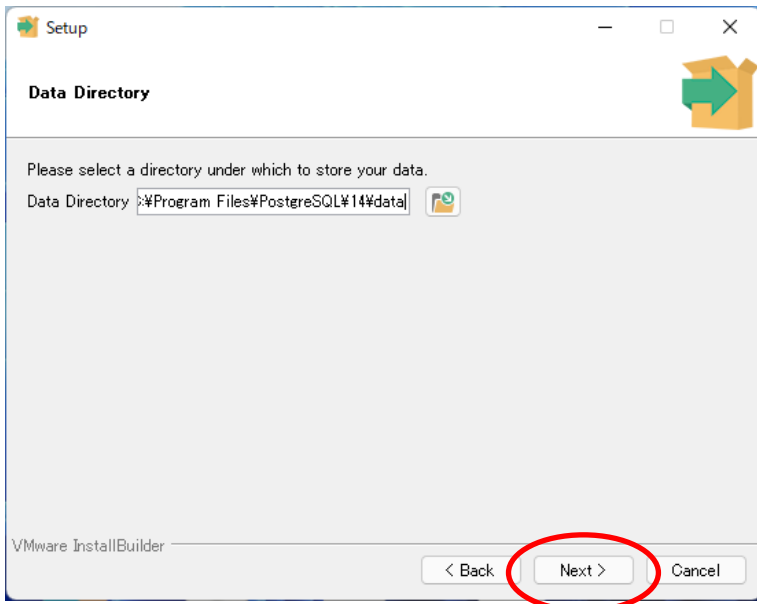 Setup
Data Directory
Please select a directory under which to store your data.
Data Directory :¥Program Files¥PostgreSQL¥14¥data
VMware InstallBuilder
< Back Next > Cancel